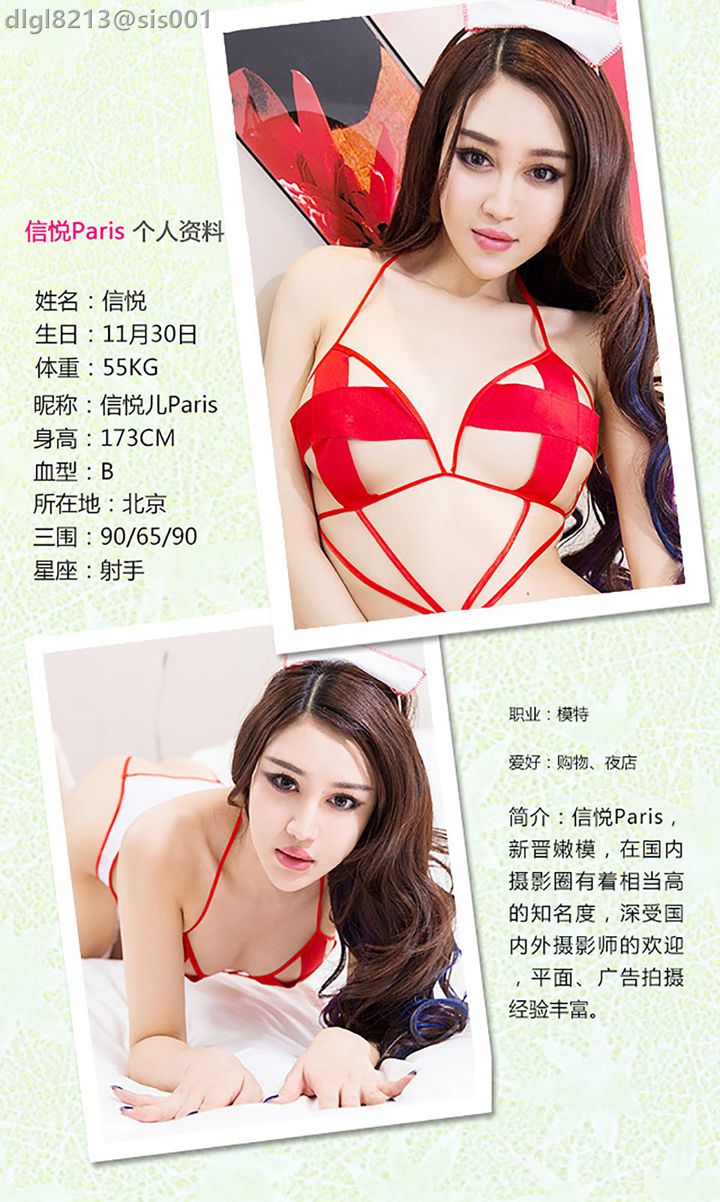 dlgl8213@sis001
信悦Paris 个人资料
姓名：信悦
生日：11月30日
体重：55KG
昵称：信悦儿Paris
身高：173CM
血型：B
所在地：北京
三围：90/65/90
星座：射手
职业：模特
爱好：购物、夜店
简介：信悦Paris，
新晋嫩模，在国内
摄影圈有着相当高
的知名度，深受国
内外摄影师的欢迎
，平面、广告拍摄
经验丰富。